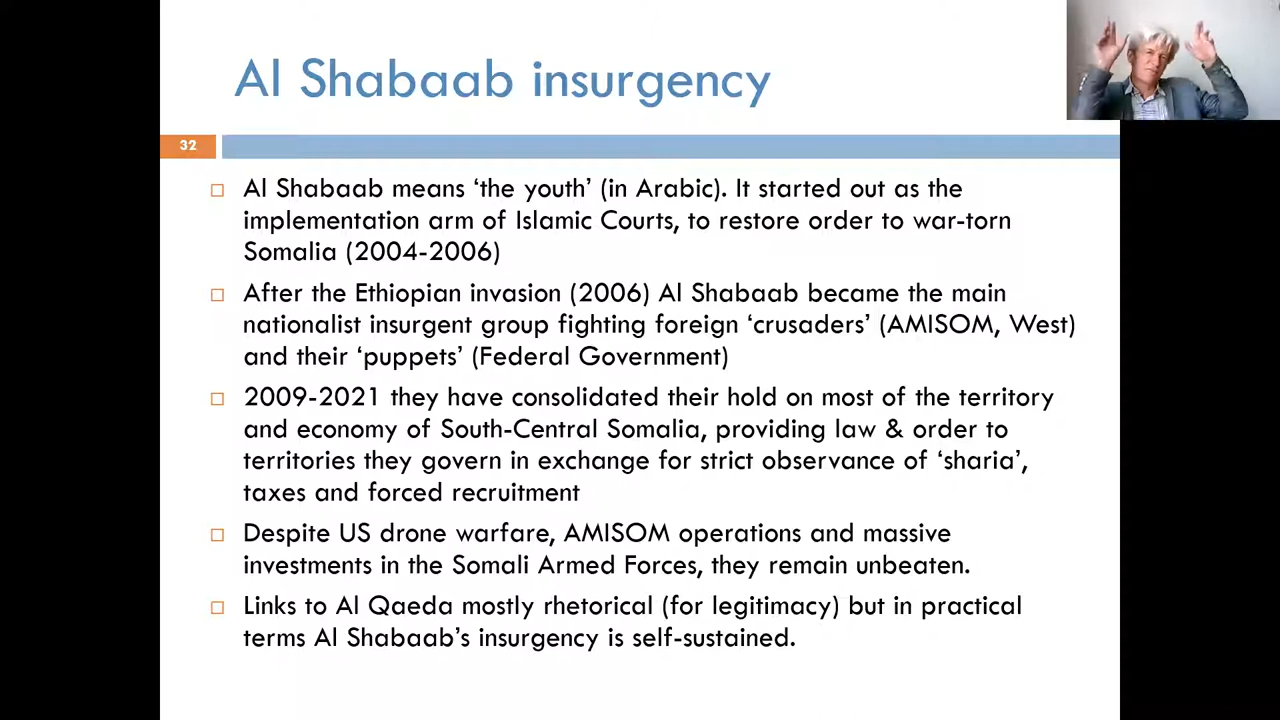 Al Shabaab insurgency
32
Al Shabaab means ‘the youth’ (in Arabic). It started out as the
implementation arm of Islamic Courts, to restore order to war-torn
Somalia (2004-2006)
After the Ethiopian invasion (2006) Al Shabaab became the main
nationalist insurgent group fighting foreign ‘crusaders’ (AMISOM, West)
and their ‘puppets’ (Federal Government)
2009-2021 they have consolidated their hold on most of the territory
and economy of South-Central Somalia, providing law & order to
territories they govern in exchange for strict observance of ‘sharia’,
taxes and forced recruitment
Despite US drone warfare, AMISOM operations and massive
investments in the Somali Armed Forces, they remain unbeaten.
Links to Al Qaeda mostly rhetorical (for legitimacy) but in practical
terms Al Shabaab’s insurgency is self-sustained.